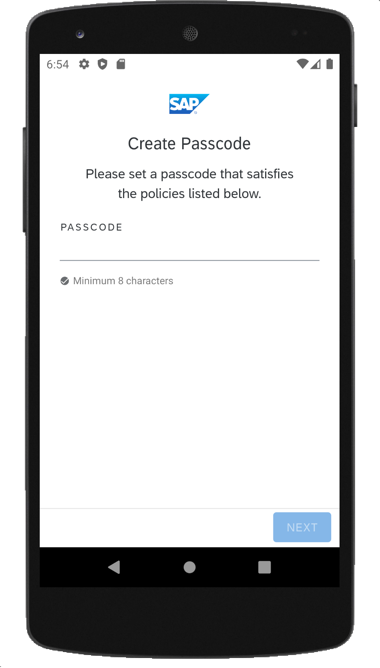 6:54
SAP
Create Passcode
Please set a passcode that satisfies
the policies listed below.
PASSCODE
Minimum 8 characters
NEXT